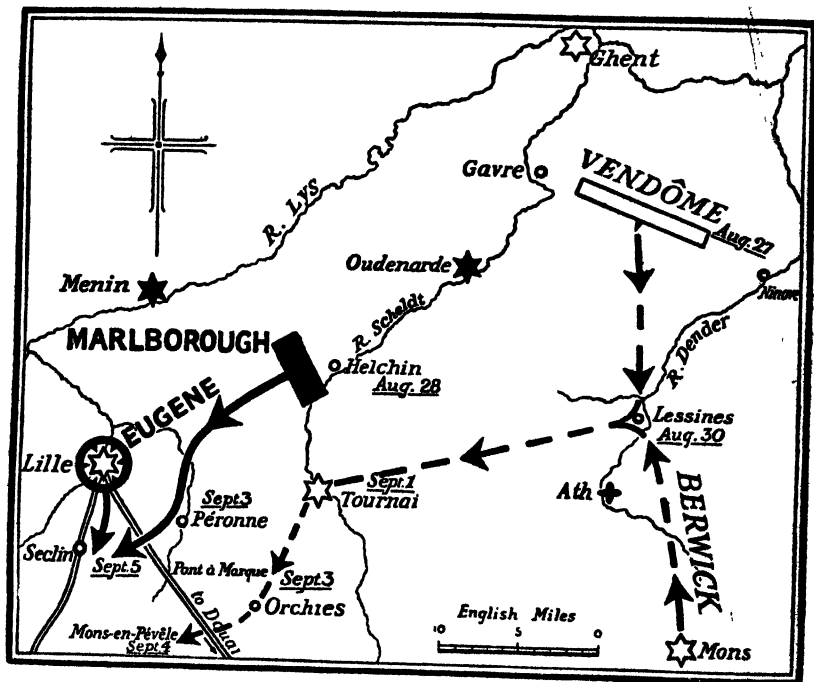 Ghent
Gavre
VENDÔME
Aug. 27
R. LYS
Oudenarde
Ninove
Menin
R. Scheldt
R. Dender
MARLBOROUGH
Helchin
Aug. 28
EUGENE
Lessines
Aug. 30
Lille
Sept. 1
Tournai
Ath
BERWICK
Sept. 3
Péronne
Seclin
Sept. 5
Pont à Marque
Sept. 3
Orchies
to Douai
Mons-en-Pévèle
Sept. 4
English Miles
10 5 0
Mons